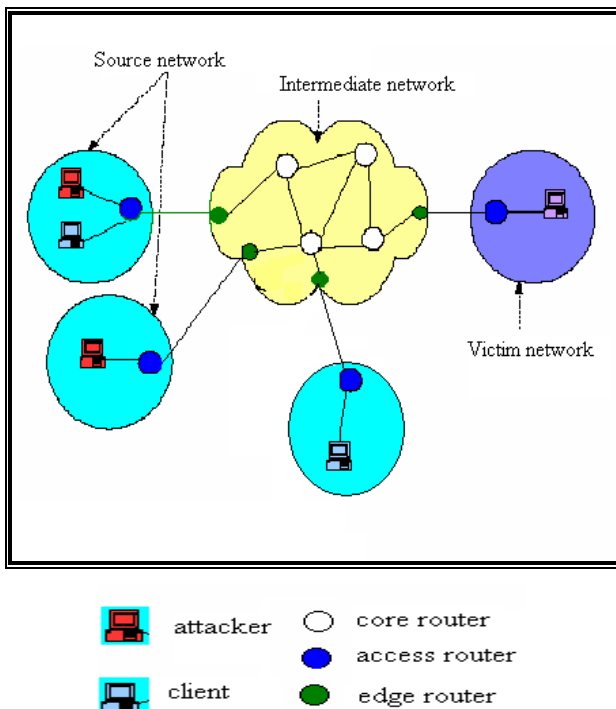 Source network
Intermediate network
Victim network
attacker
core router
access router
client
edge router